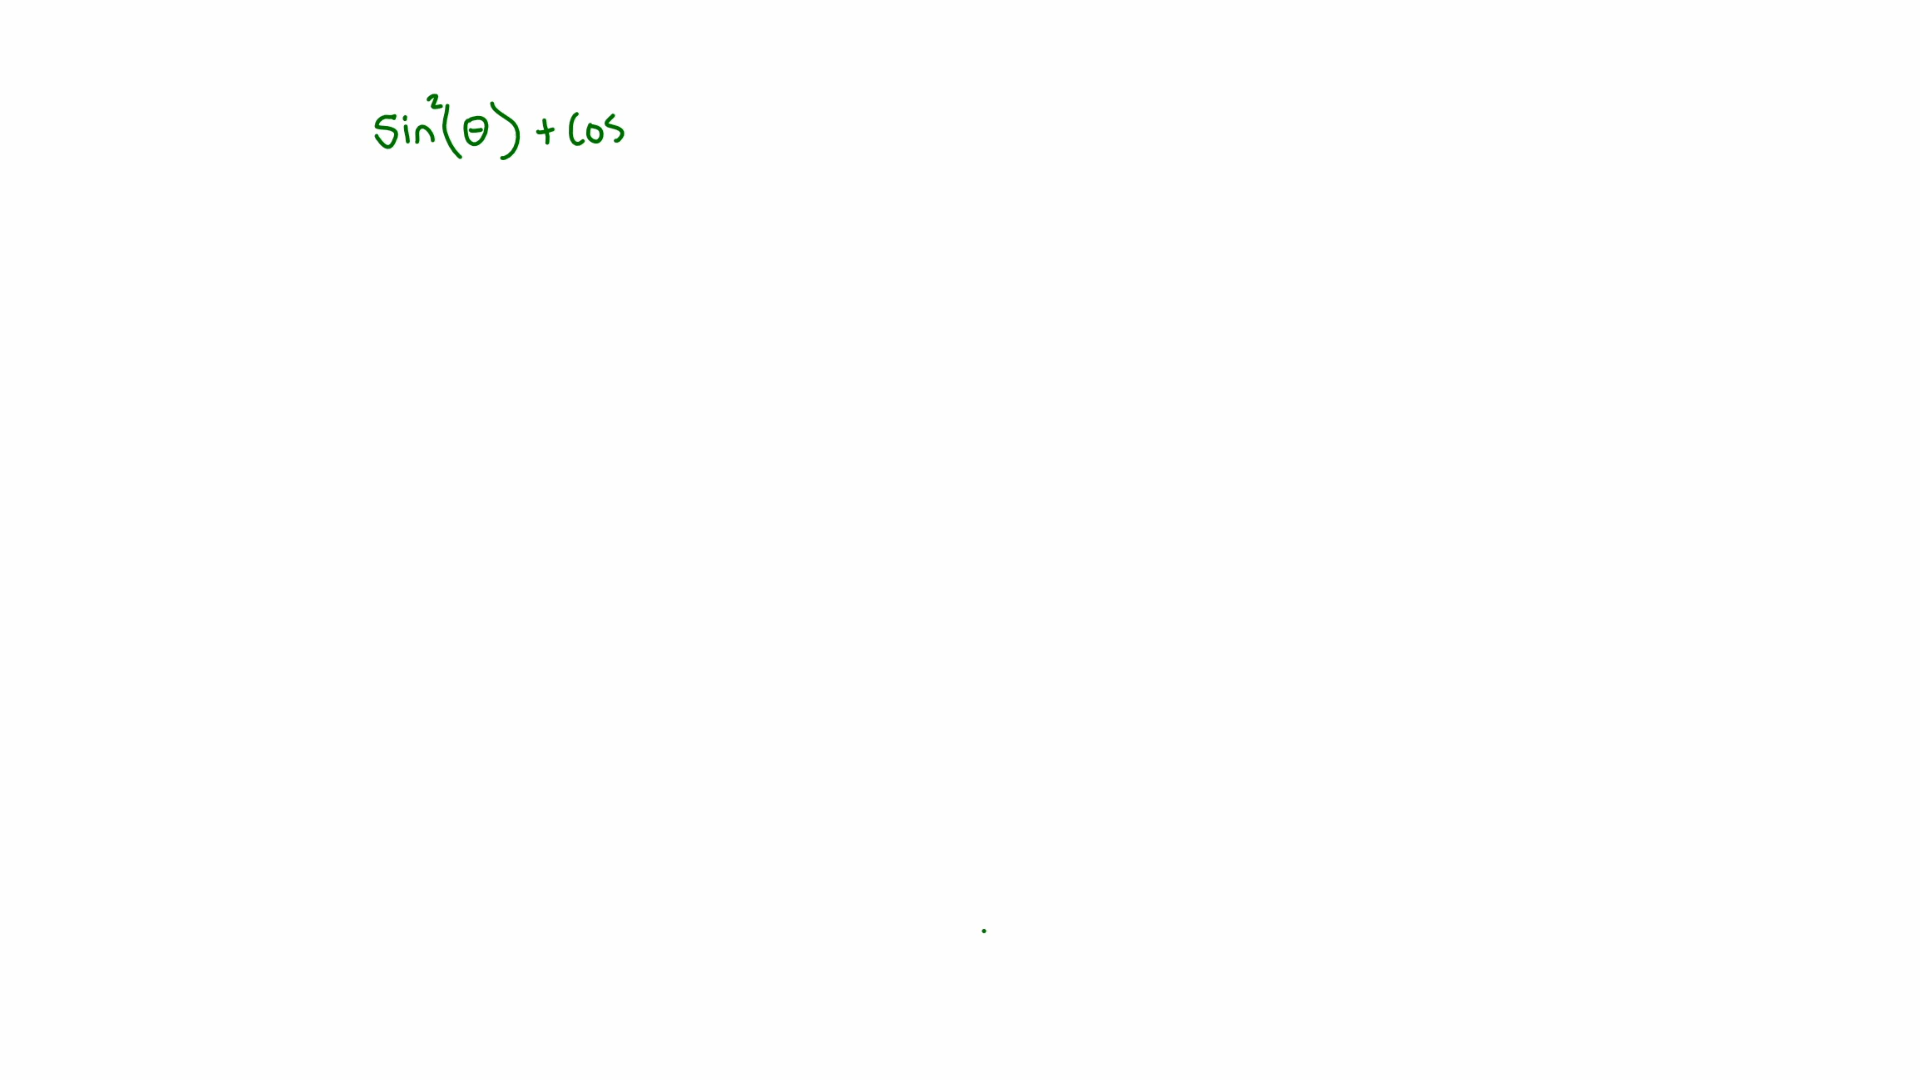 sin²(θ) + cos